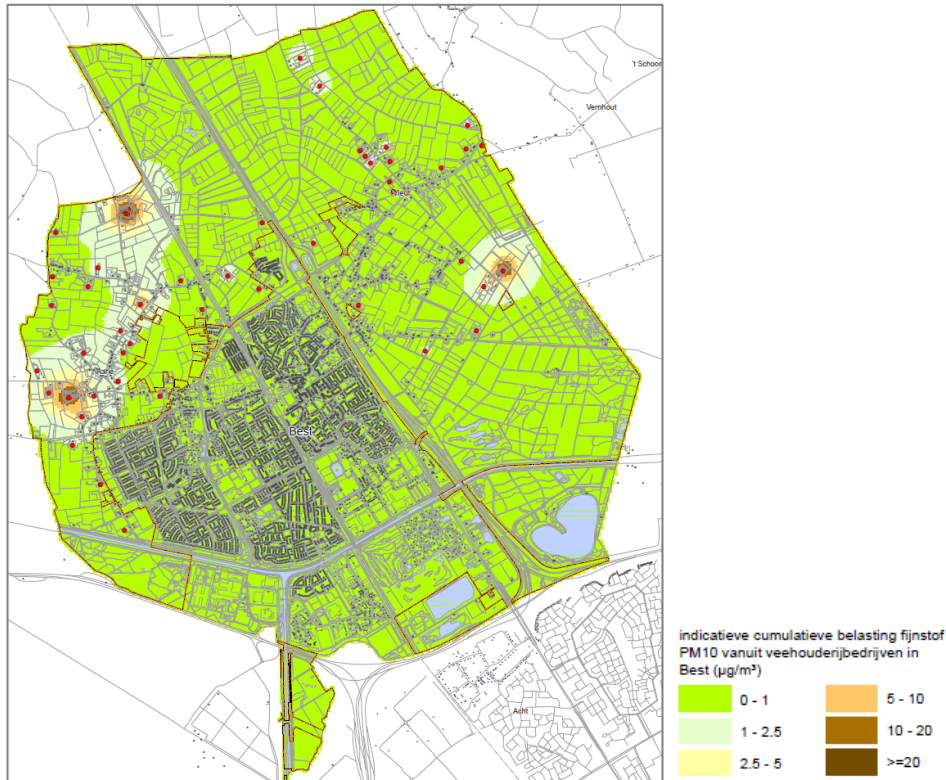 't Schoor
Vernhout
Best
Acht
indicatieve cumulatieve belasting fijnstof
PM10 vanuit veehouderijbedrijven in
Best (µg/m³)
0 - 1
5 - 10
1 - 2.5
10 - 20
2.5 - 5
>=20